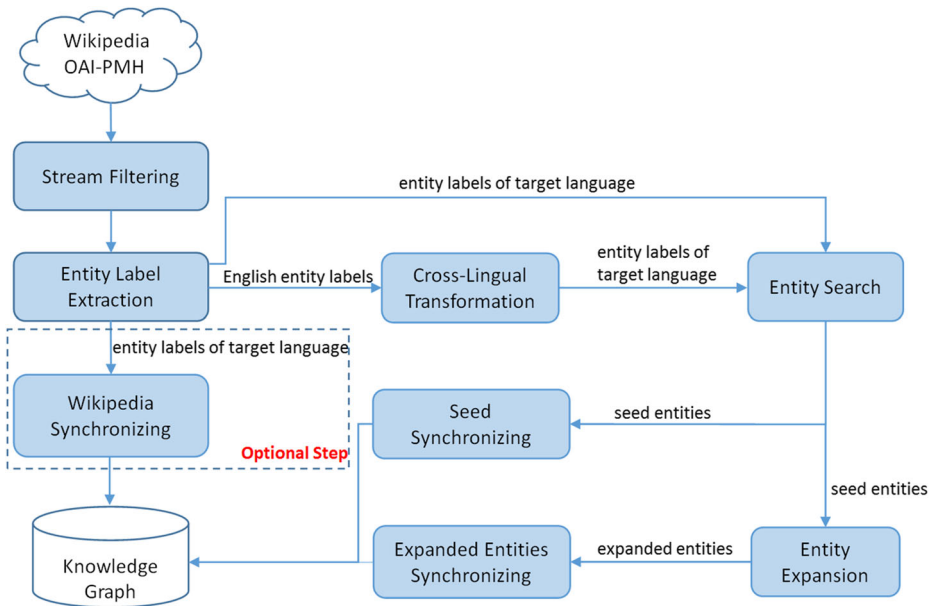 Wikipedia
OAI-PMH
Stream Filtering
entity labels of target language
Entity Label
Extraction
English entity labels
Cross-Lingual
Transformation
entity labels of
target language
Entity Search
entity labels of target language
Wikipedia
Synchronizing
Optional Step
Seed
Synchronizing
seed entities
seed entities
Knowledge
Graph
Expanded Entities
Synchronizing
expanded entities
Entity
Expansion